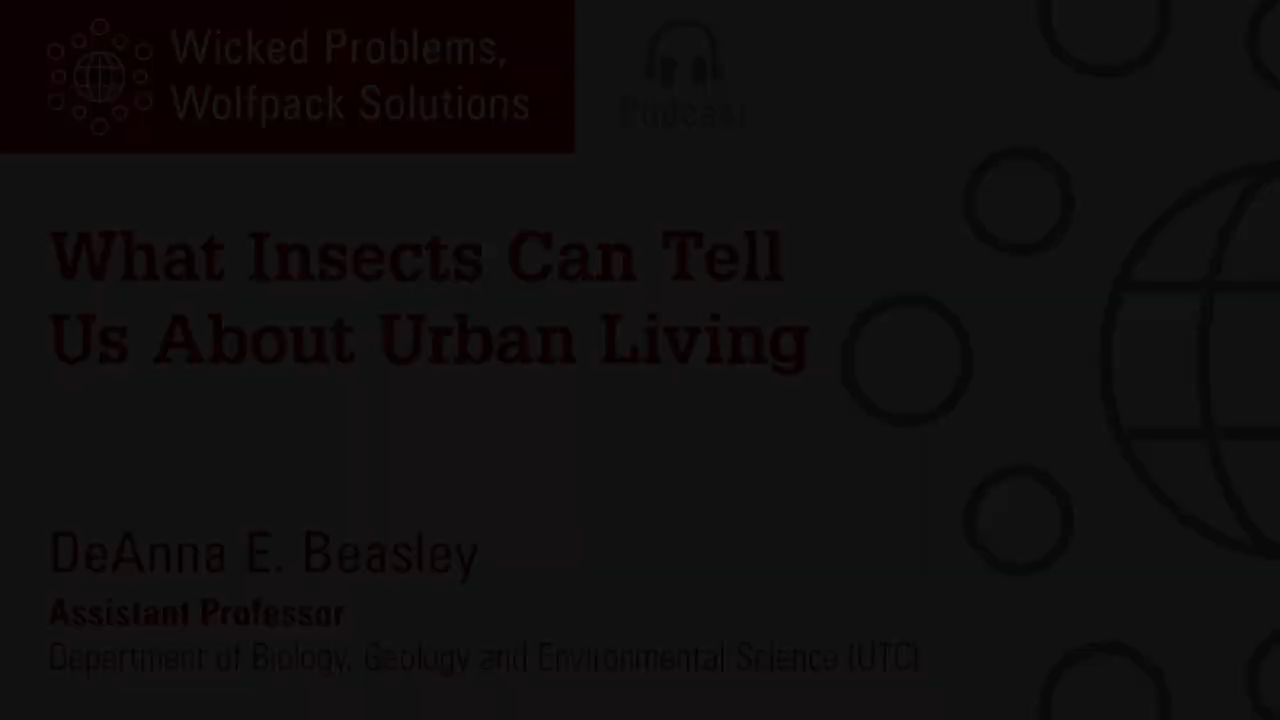 Wicked Problems,
Wolfpack Solutions
Podcast
What Insects Can Tell
Us About Urban Living
DeAnna E. Beasley
Assistant Professor
Department of Biology, Geology and Environmental Science (UTC)